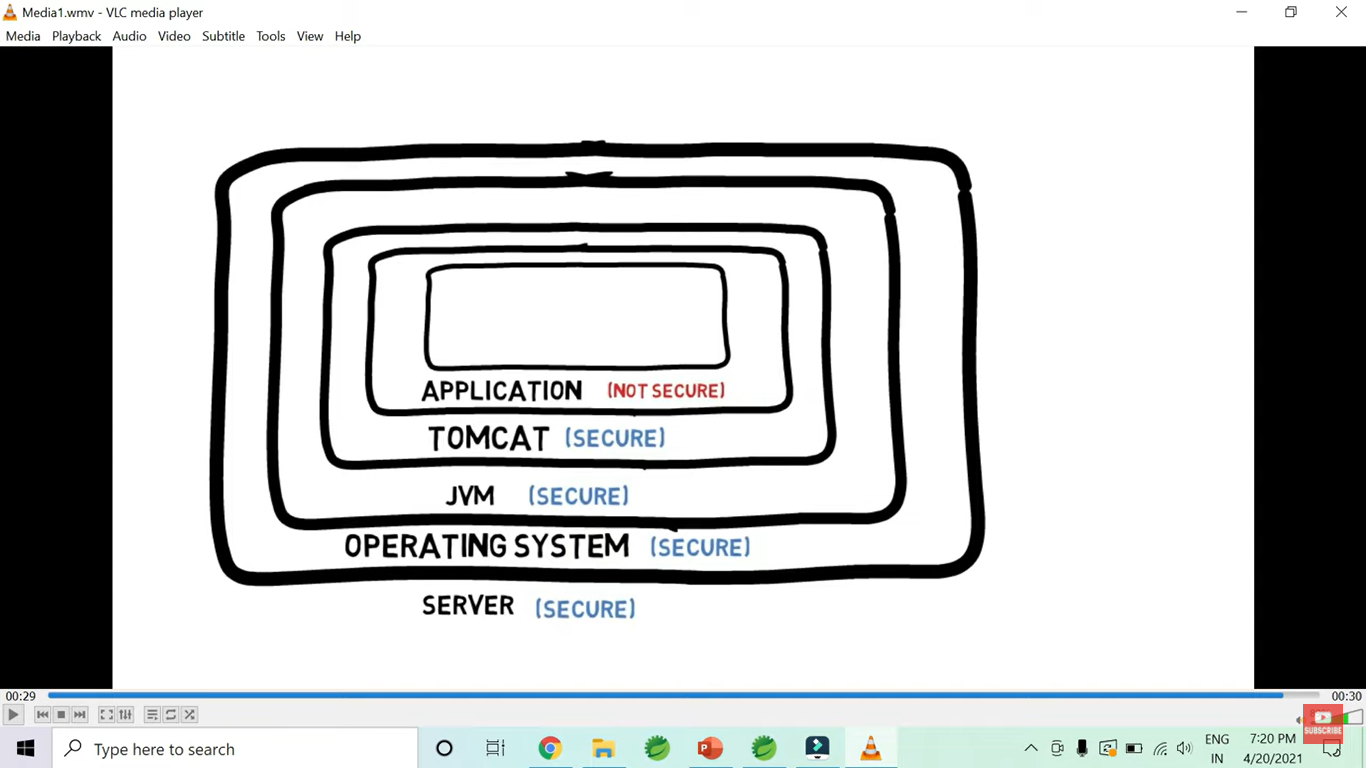 Media1.wmv - VLC media player
Media Playback Audio Video Subtitle Tools View Help
APPLICATION (NOT SECURE)
TOMCAT (SECURE)
JVM (SECURE)
OPERATING SYSTEM (SECURE)
SERVER (SECURE)
00:29 00:30
SUBSCRIBE
Type here to search
ENG
IN
7:20 PM
4/20/2021